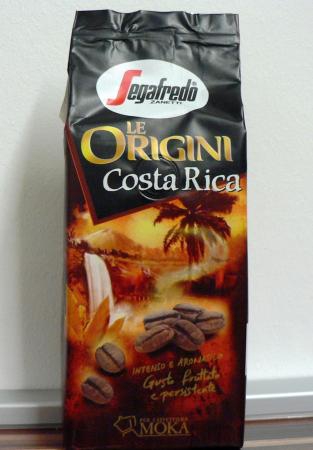 Segafredo
ZANETTI
LE
ORIGINI
Costa Rica
INTENSO E AROMATICO
Gusto fruttato
e persistente
PER CAFFETTIERA
MOKA